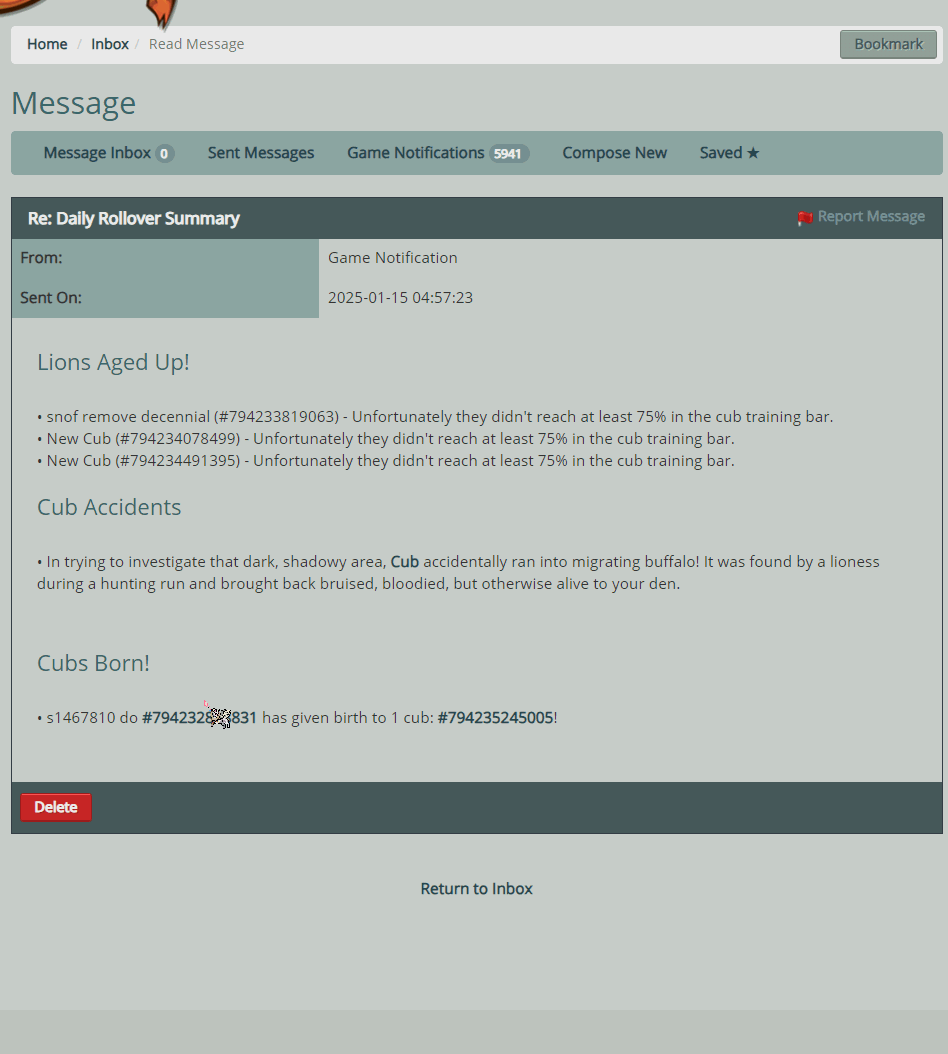 Home / Inbox / Read Message
Bookmark
Message
Message Inbox 0 Sent Messages Game Notifications 5941 Compose New Saved ★
Re: Daily Rollover Summary
Report Message
From: Game Notification
Sent On: 2025-01-15 04:57:23
Lions Aged Up!
• snof remove decennial (#794233819063) - Unfortunately they didn't reach at least 75% in the cub training bar.
• New Cub (#794234078499) - Unfortunately they didn't reach at least 75% in the cub training bar.
• New Cub (#794234491395) - Unfortunately they didn't reach at least 75% in the cub training bar.
Cub Accidents
• In trying to investigate that dark, shadowy area, Cub accidentally ran into migrating buffalo! It was found by a lioness
during a hunting run and brought back bruised, bloodied, but otherwise alive to your den.
Cubs Born!
• s1467810 do has given birth to 1 cub: #794235245005!
Delete
Return to Inbox